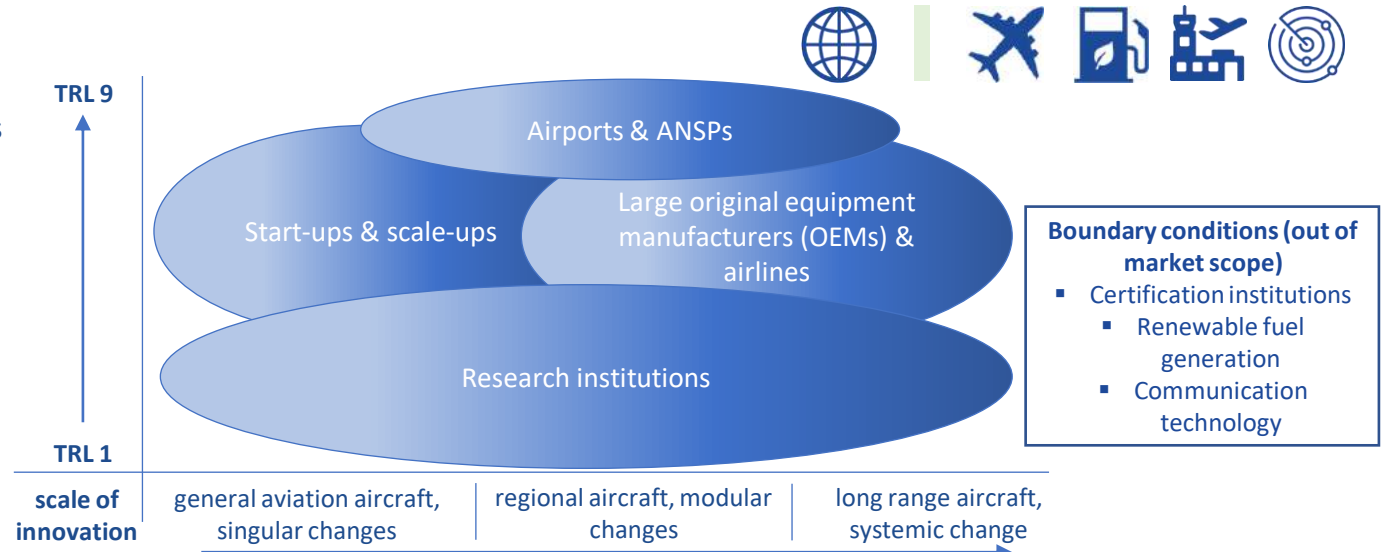 TRL 9
s
Airports & ANSPs
Start-ups & scale-ups
Large original equipment
manufacturers (OEMs) &
airlines
Research institutions
TRL 1
Boundary conditions (out of
market scope)
▪ Certification institutions
▪ Renewable fuel
generation
▪ Communication
technology
scale of
innovation
general aviation aircraft,
singular changes
regional aircraft, modular
changes
long range aircraft,
systemic change